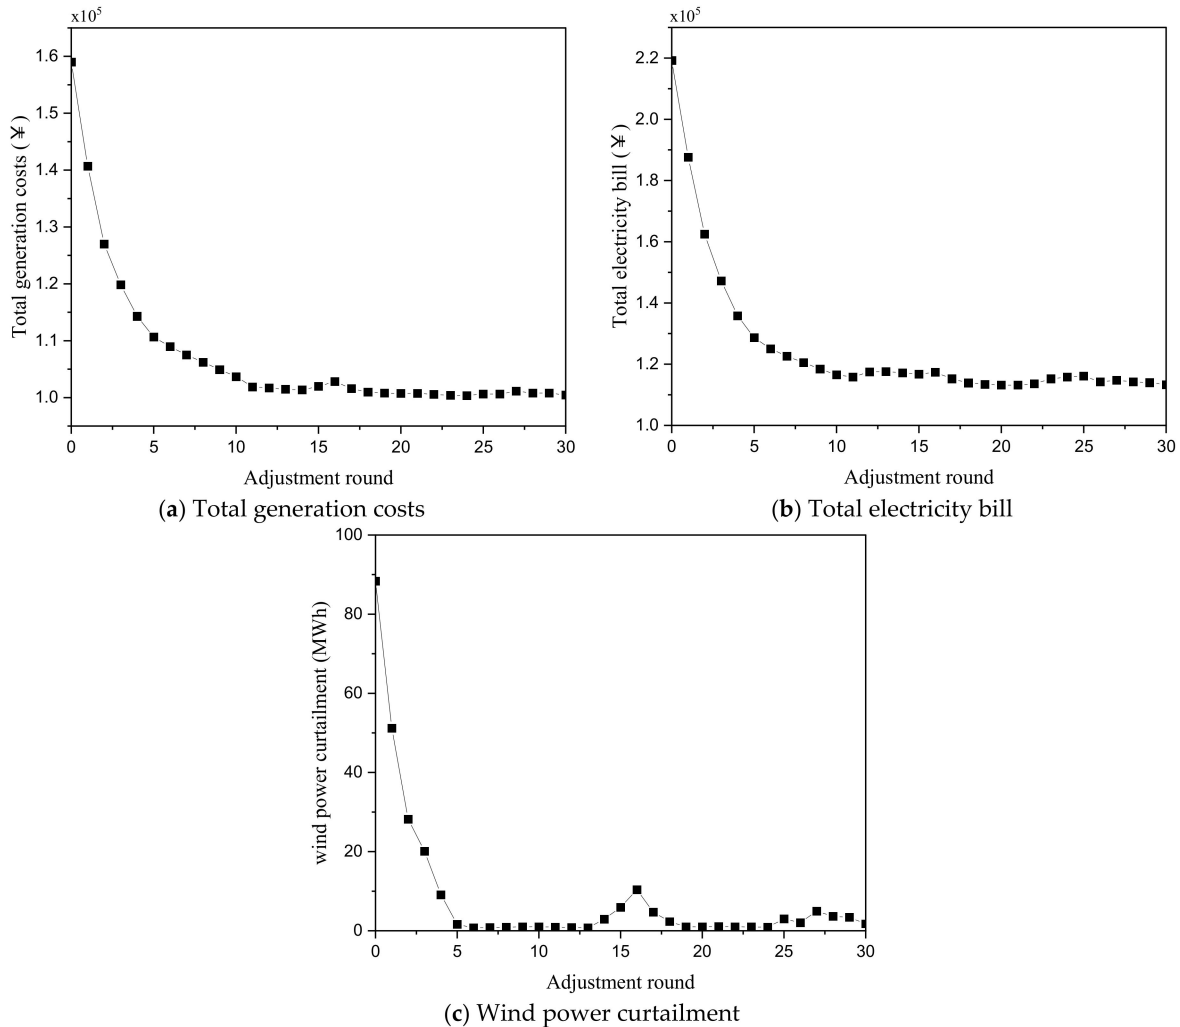 x10⁵
1.6
1.5
1.4
1.3
1.2
1.1
1.0
Total generation costs (¥)
0 5 10 15 20 25 30
Adjustment round
(a) Total generation costs
x10⁵
2.2
2.0
1.8
1.6
1.4
1.2
1.0
Total electricity bill (¥)
0 5 10 15 20 25 30
Adjustment round
(b) Total electricity bill
100
80
60
40
20
0
wind power curtailment (MWh)
0 5 10 15 20 25 30
Adjustment round
(c) Wind power curtailment